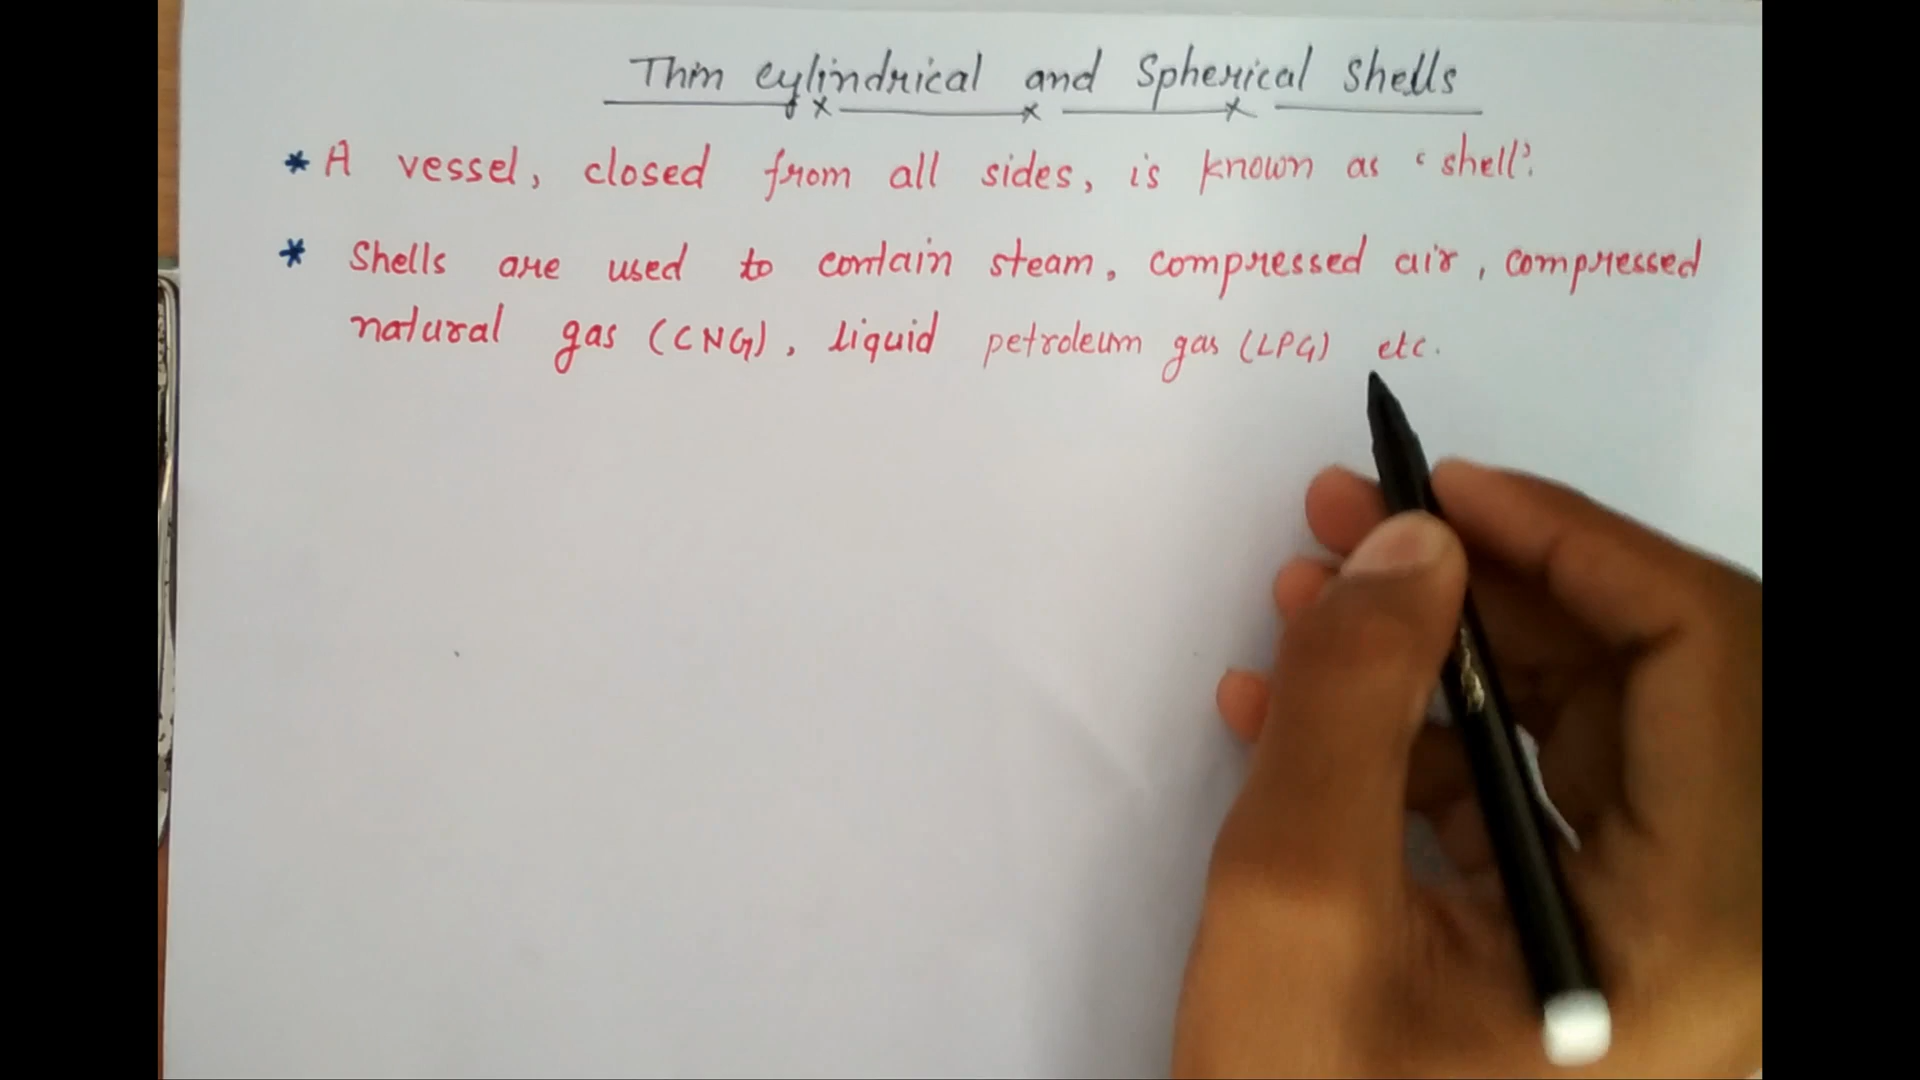 Thin cylindrical and Spherical Shells
* A vessel, closed from all sides, is known as 'shell'.
* Shells are used to contain steam, compressed air, compressed
natural gas (CNG), liquid petroleum gas (LPG) etc.